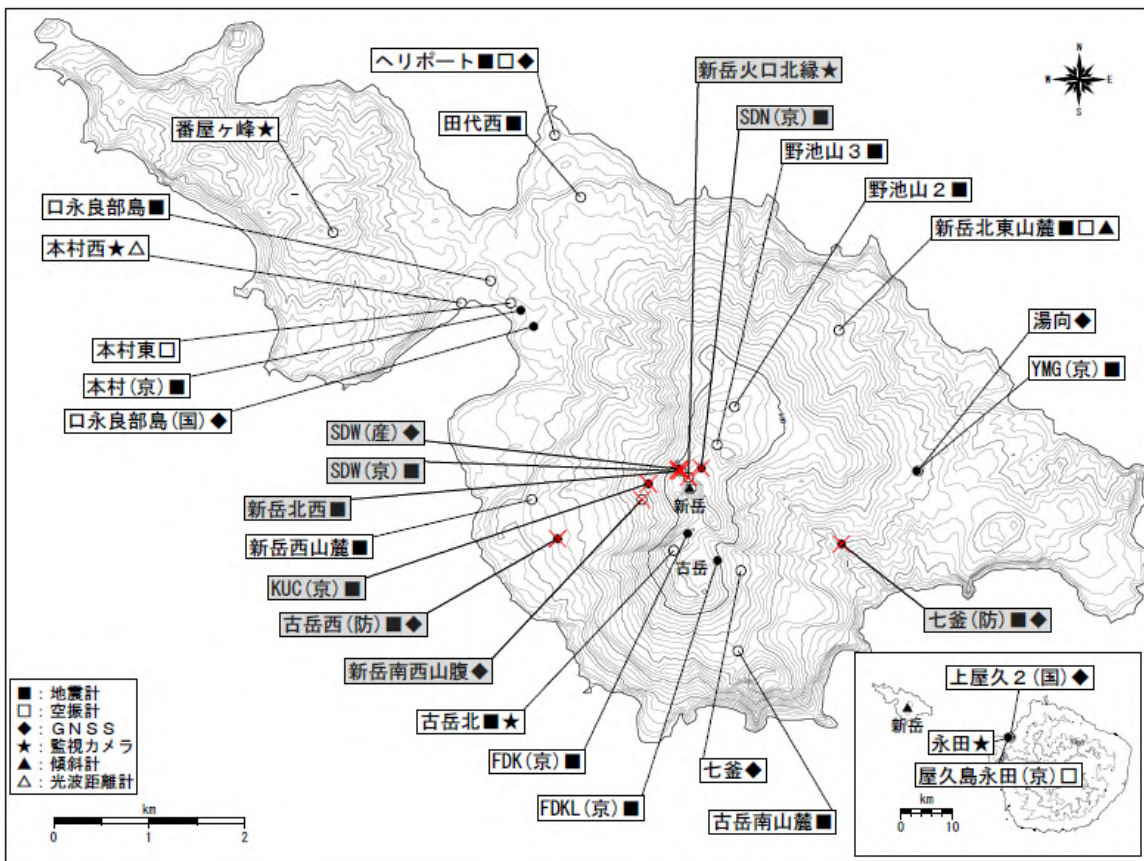 ヘリポート■□◆
新岳火口北縁★
N
W E
S
田代西■
SDN(京)■
番屋ヶ峰★
野池山3■
野池山2■
口永良部島■
新岳北東山麓■□▲
本村西★△
湯向◆
本村東□
YMG(京)■
本村(京)■
口永良部島(国)◆
SDW(産)◆
SDW(京)■
新岳北西■
新岳
新岳西山麓■
古岳
KUC(京)■
古岳西(防)■◆
七釜(防)■◆
新岳南西山腹◆
上屋久2(国)◆
■:地震計
□:空振計
◆:GNSS
★:監視カメラ
▲:傾斜計
△:光波距離計
古岳北■★
新岳
永田★
FDK(京)■
七釜◆
屋久島永田(京)□
km
0 1 2
FDKL(京)■
古岳南山麓■
km
0 10